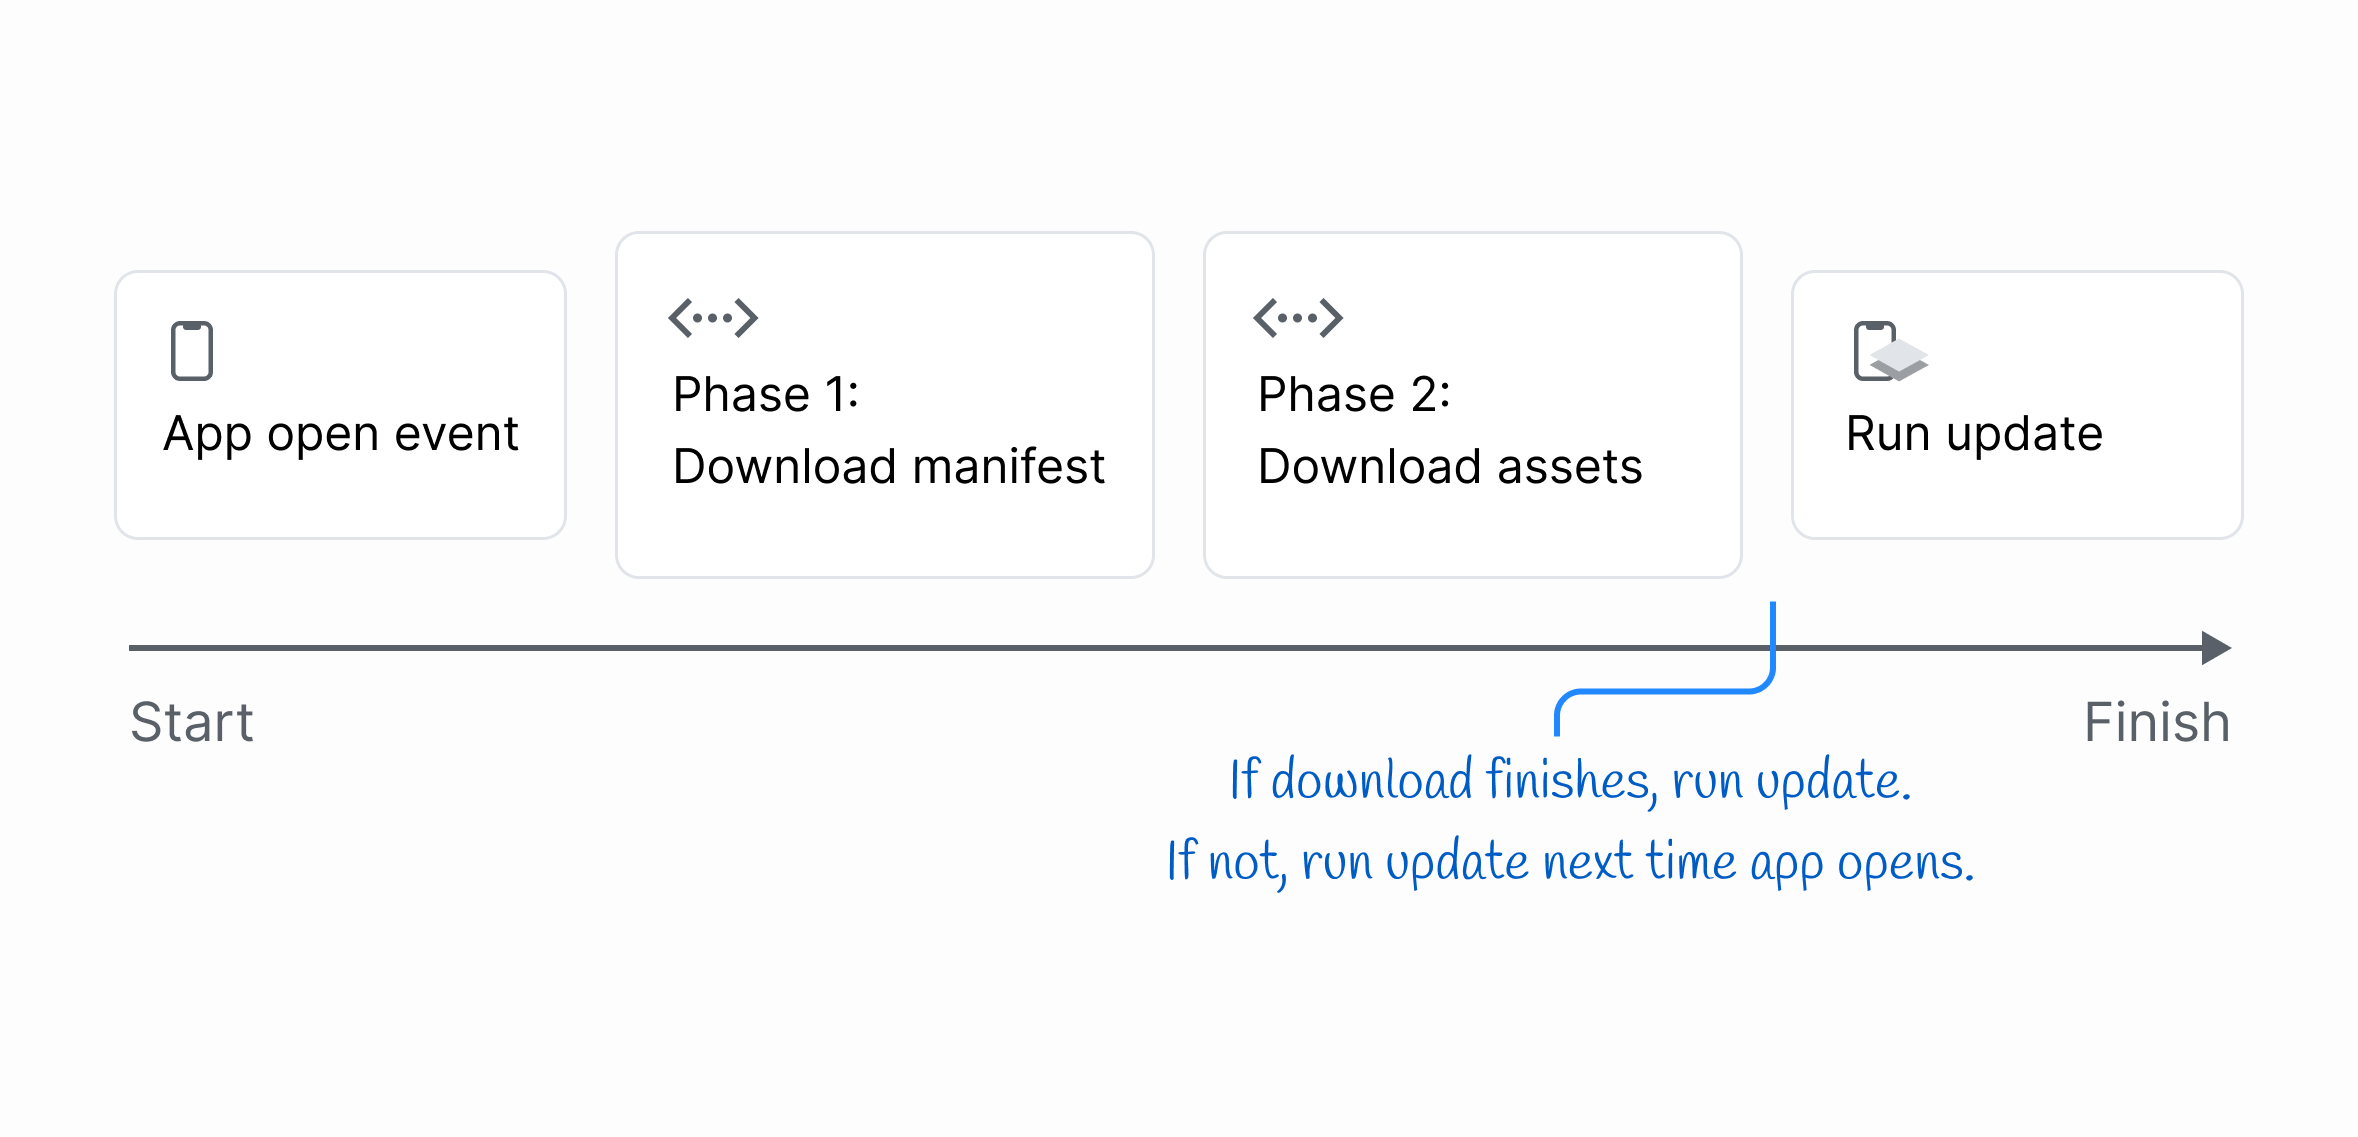 App open event
Phase 1:
Download manifest
Phase 2:
Download assets
Run update
Start
Finish
If download finishes, run update.
If not, run update next time app opens.